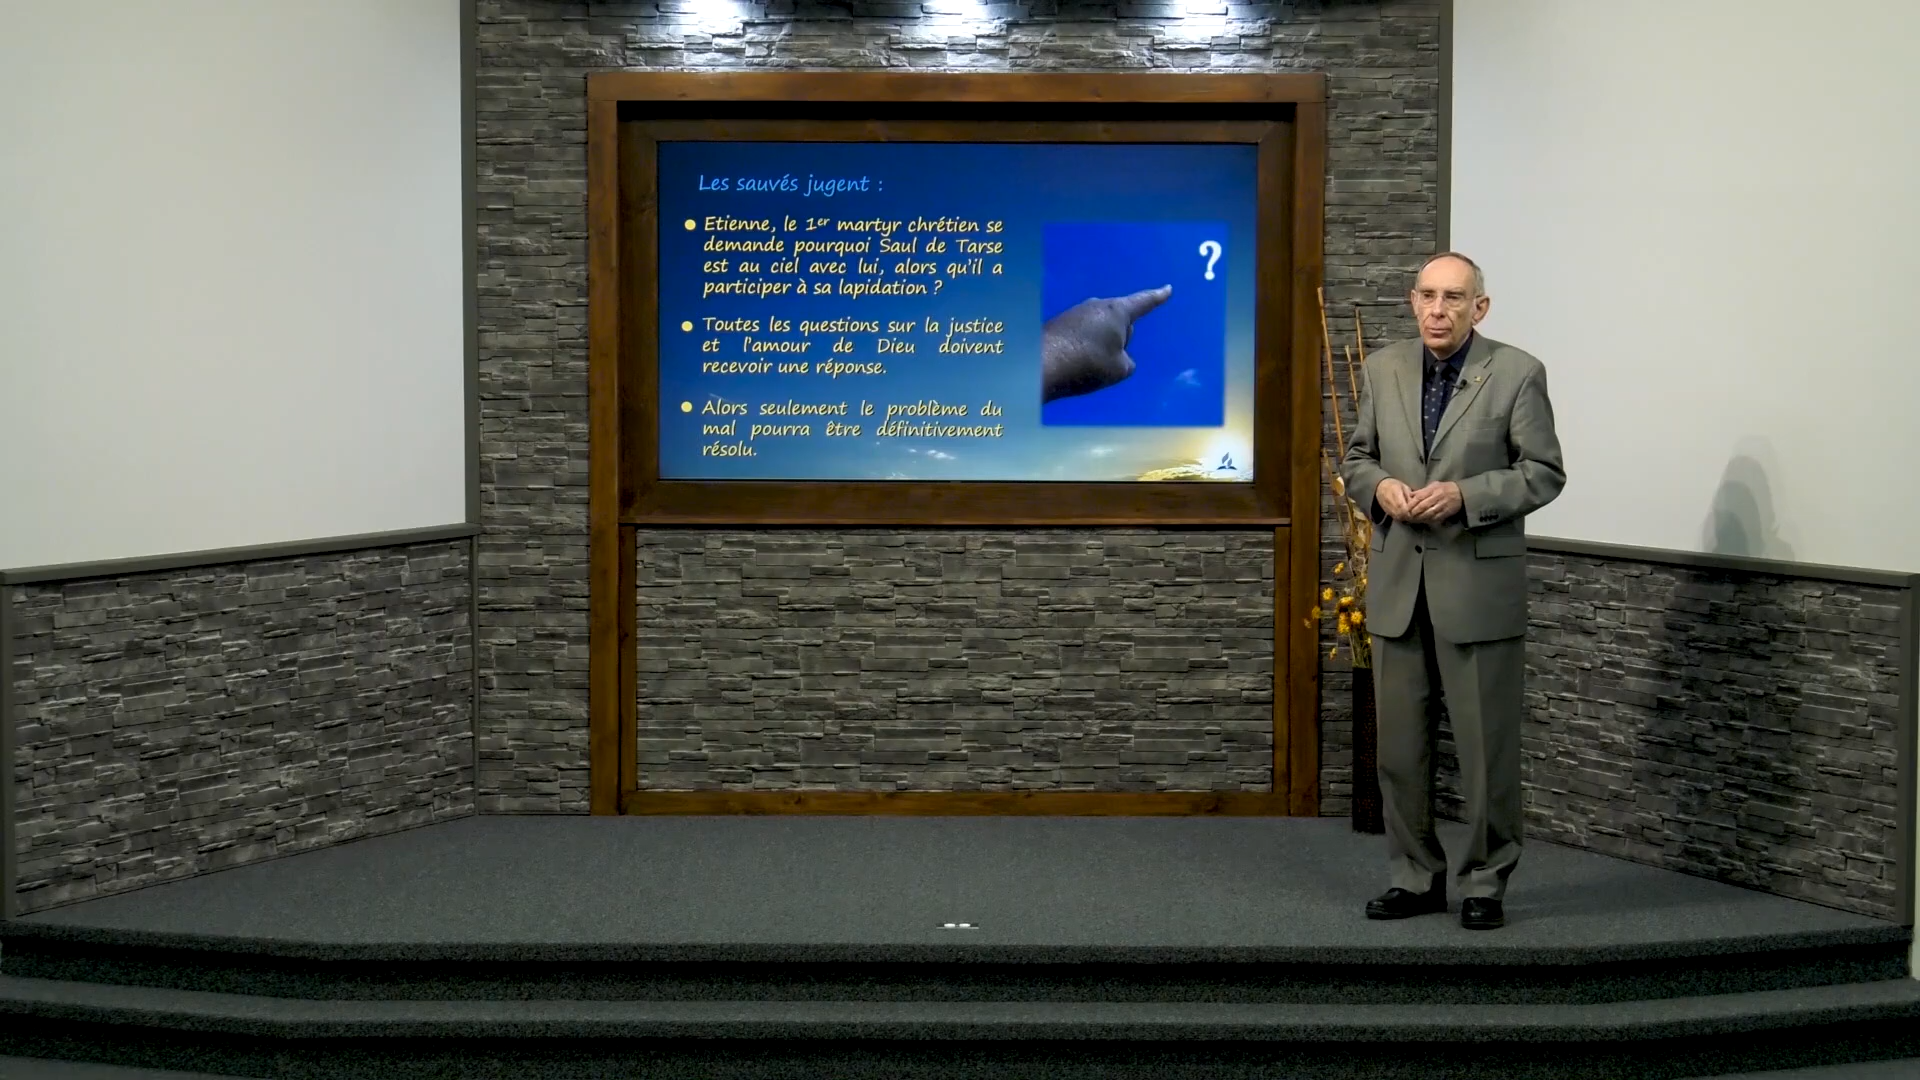 Les sauvés jugent :
Etienne, le 1er martyr chrétien se
demande pourquoi Saul de Tarse
est au ciel avec lui, alors qu'il a
participer à sa lapidation ?
Toutes les questions sur la justice
et l'amour de Dieu doivent
recevoir une réponse.
Alors seulement le problème du
mal pourra être définitivement
résolu.
?